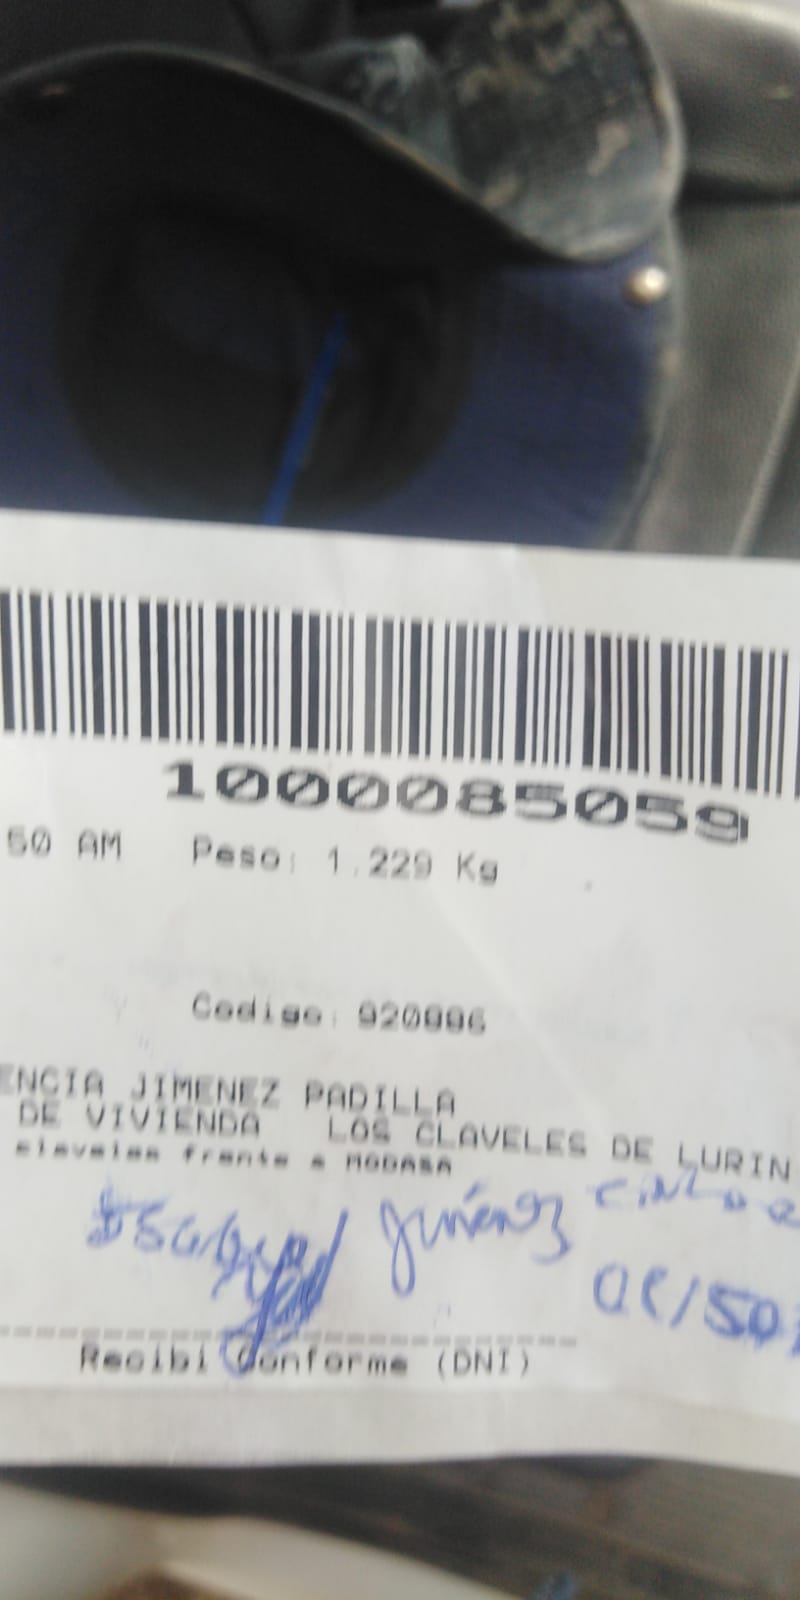 1000085059
50 AM Peso: 1.229 Kg
Codigo: 920996
ENCIA JIMENEZ PADILLA
DE VIVIENDA LOS CLAVELES DE LURIN
claveles frente a MODASA
Jiménez
Recibi Conforme (DNI)